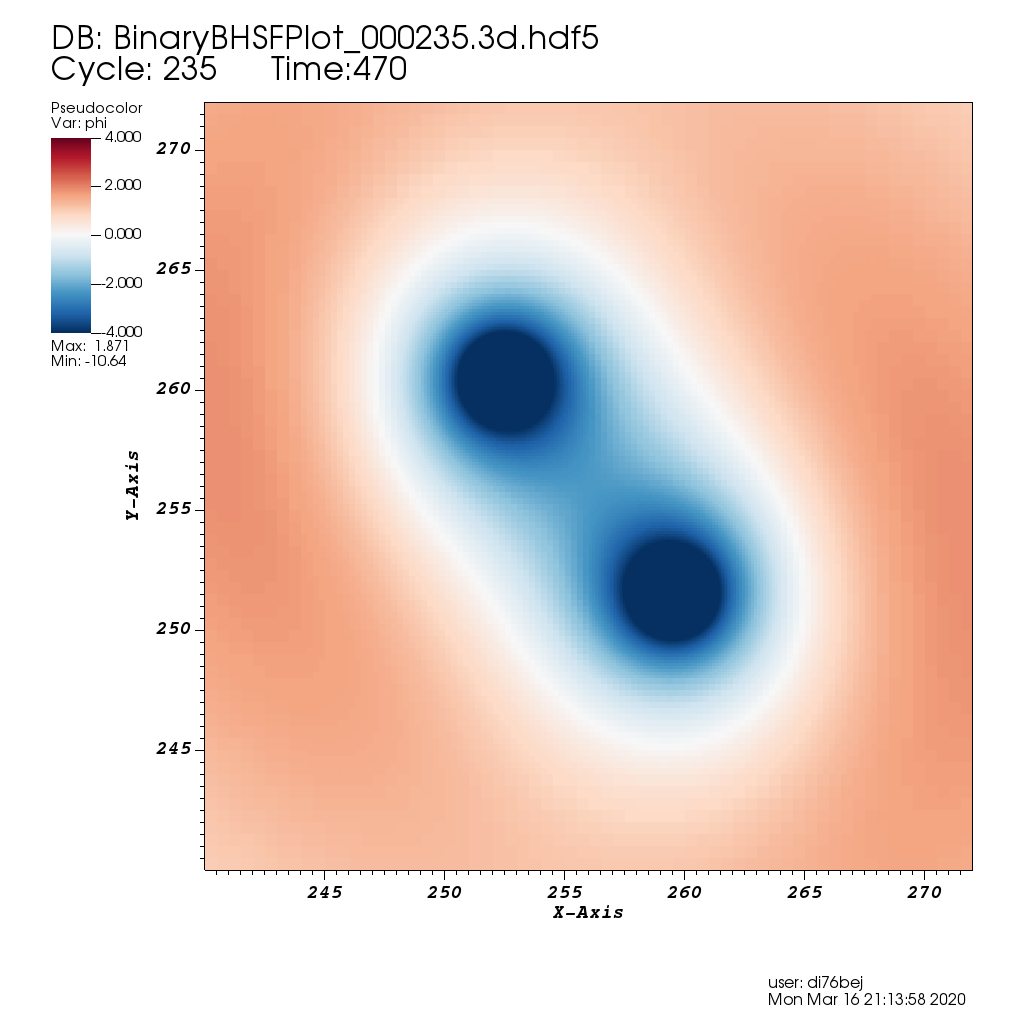 DB: BinaryBHSFPlot_000235.3d.hdf5
Cycle: 235 Time:470
Pseudocolor
Var: phi
4.000
2.000
0.000
-2.000
-4.000
Max: 1.871
Min: -10.64
270
265
260
255
250
245
Y-Axis
245 250 255 260 265 270
X-Axis
user: di76bej
Mon Mar 16 21:13:58 2020